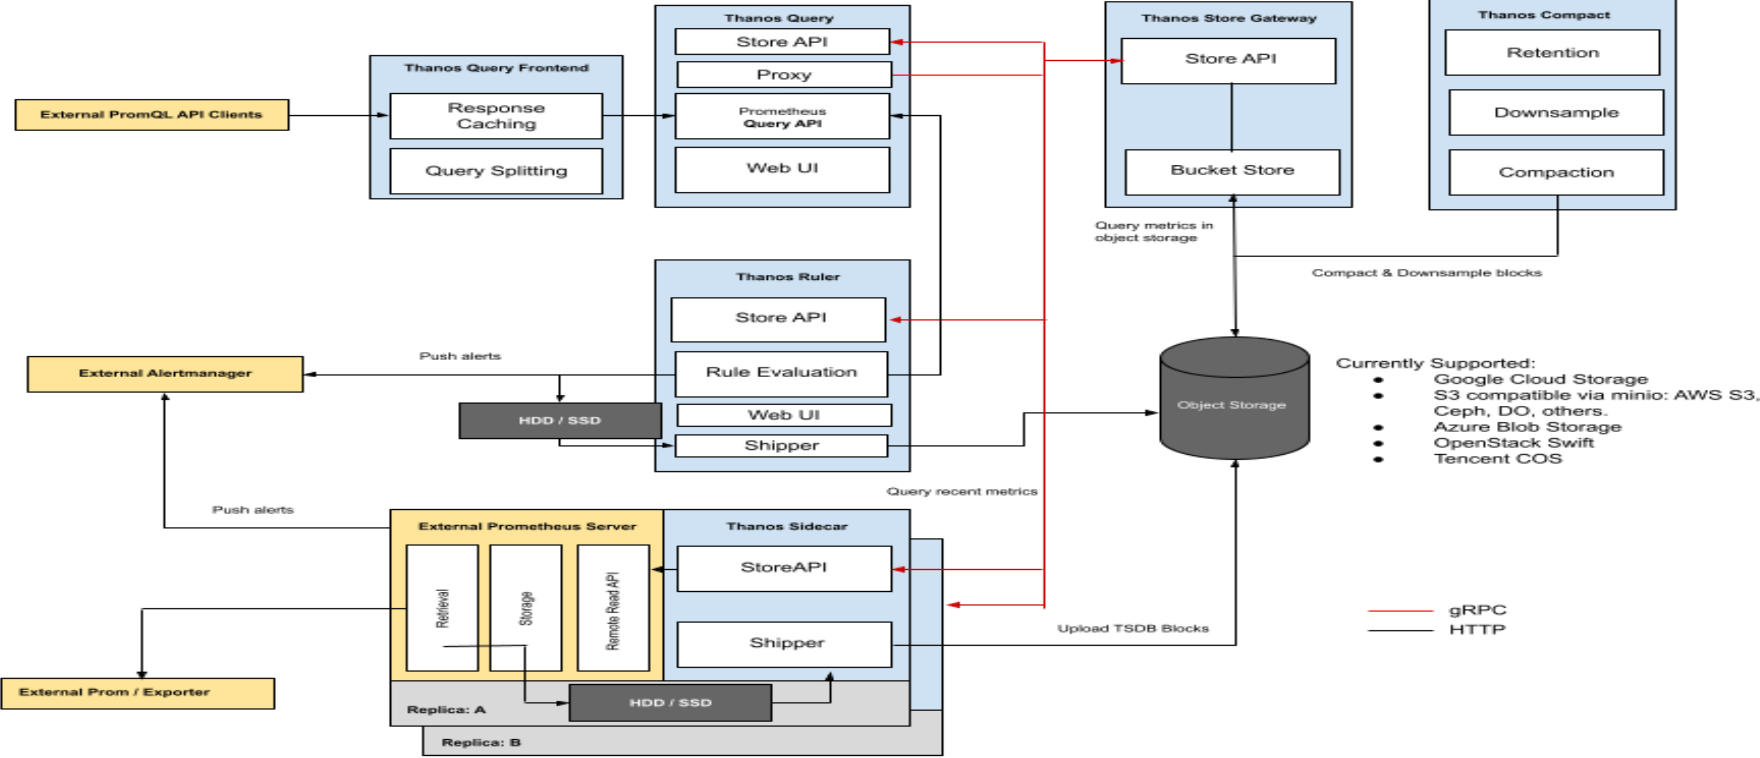 Thanos Query
Store API
Proxy
Prometheus
Query API
Web UI
Thanos Query Frontend
Response
Caching
Query Splitting
External PromQL API Clients
Thanos Store Gateway
Store API
Bucket Store
Thanos Compact
Retention
Downsample
Compaction
Query metrics in
object storage
Compact & Downsample blocks
Thanos Ruler
Store API
Rule Evaluation
Web UI
Shipper
Push alerts
External Alertmanager
HDD / SSD
Object Storage
Currently Supported:
● Google Cloud Storage
● S3 compatible via minio: AWS S3,
Ceph, DO, others.
● Azure Blob Storage
● OpenStack Swift
● Tencent COS
Query recent metrics
Push alerts
External Prometheus Server
Retrieval
Storage
Remote Read API
Thanos Sidecar
StoreAPI
Shipper
Upload TSDB Blocks
gRPC
HTTP
External Prom / Exporter
HDD / SSD
Replica: A
Replica: B